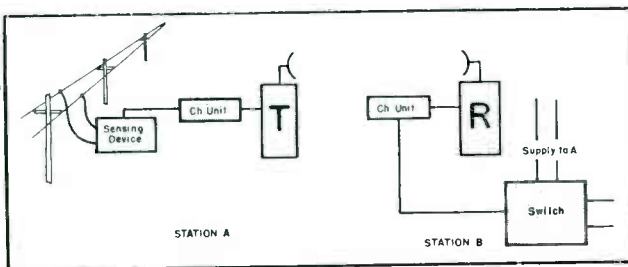 Sensing
Device
Ch Unit
T
STATION A
Ch Unit
R
Supply to A
Switch
STATION B